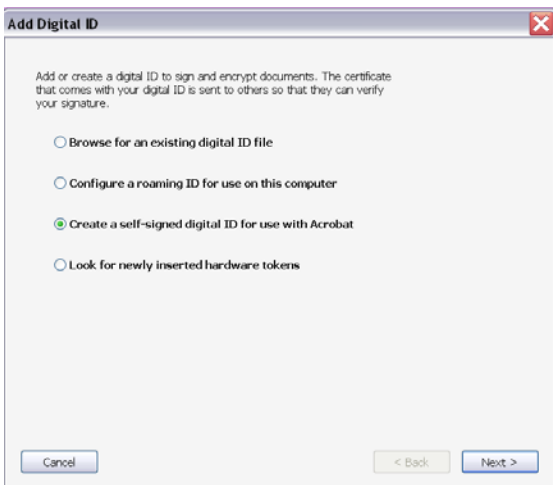 Add Digital ID
Add or create a digital ID to sign and encrypt documents. The certificate
that comes with your digital ID is sent to others so that they can verify
your signature.
Browse for an existing digital ID file
Configure a roaming ID for use on this computer
Create a self-signed digital ID for use with Acrobat
Look for newly inserted hardware tokens
Cancel
< Back
Next >